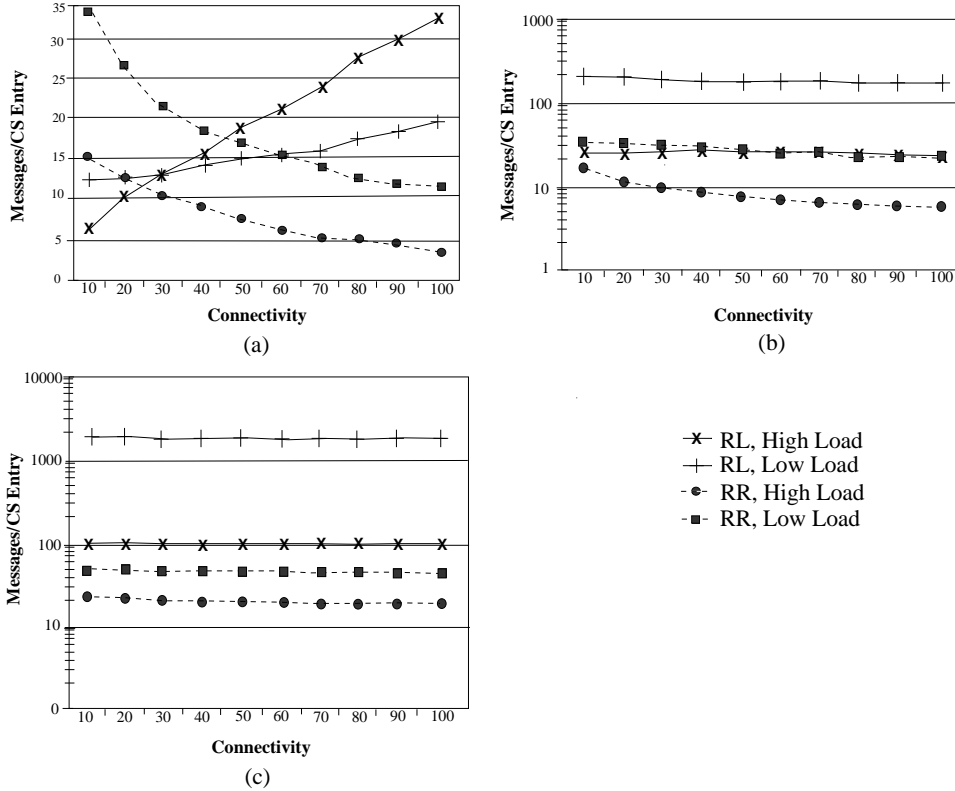 35
30
25
20
15
10
5
0
Messages/CS Entry
10 20 30 40 50 60 70 80 90 100
Connectivity
(a)
1000
100
10
1
Messages/CS Entry
10 20 30 40 50 60 70 80 90 100
Connectivity
(b)
10000
1000
100
10
0
Messages/CS Entry
10 20 30 40 50 60 70 80 90 100
Connectivity
(c)
RL, High Load
RL, Low Load
RR, High Load
RR, Low Load